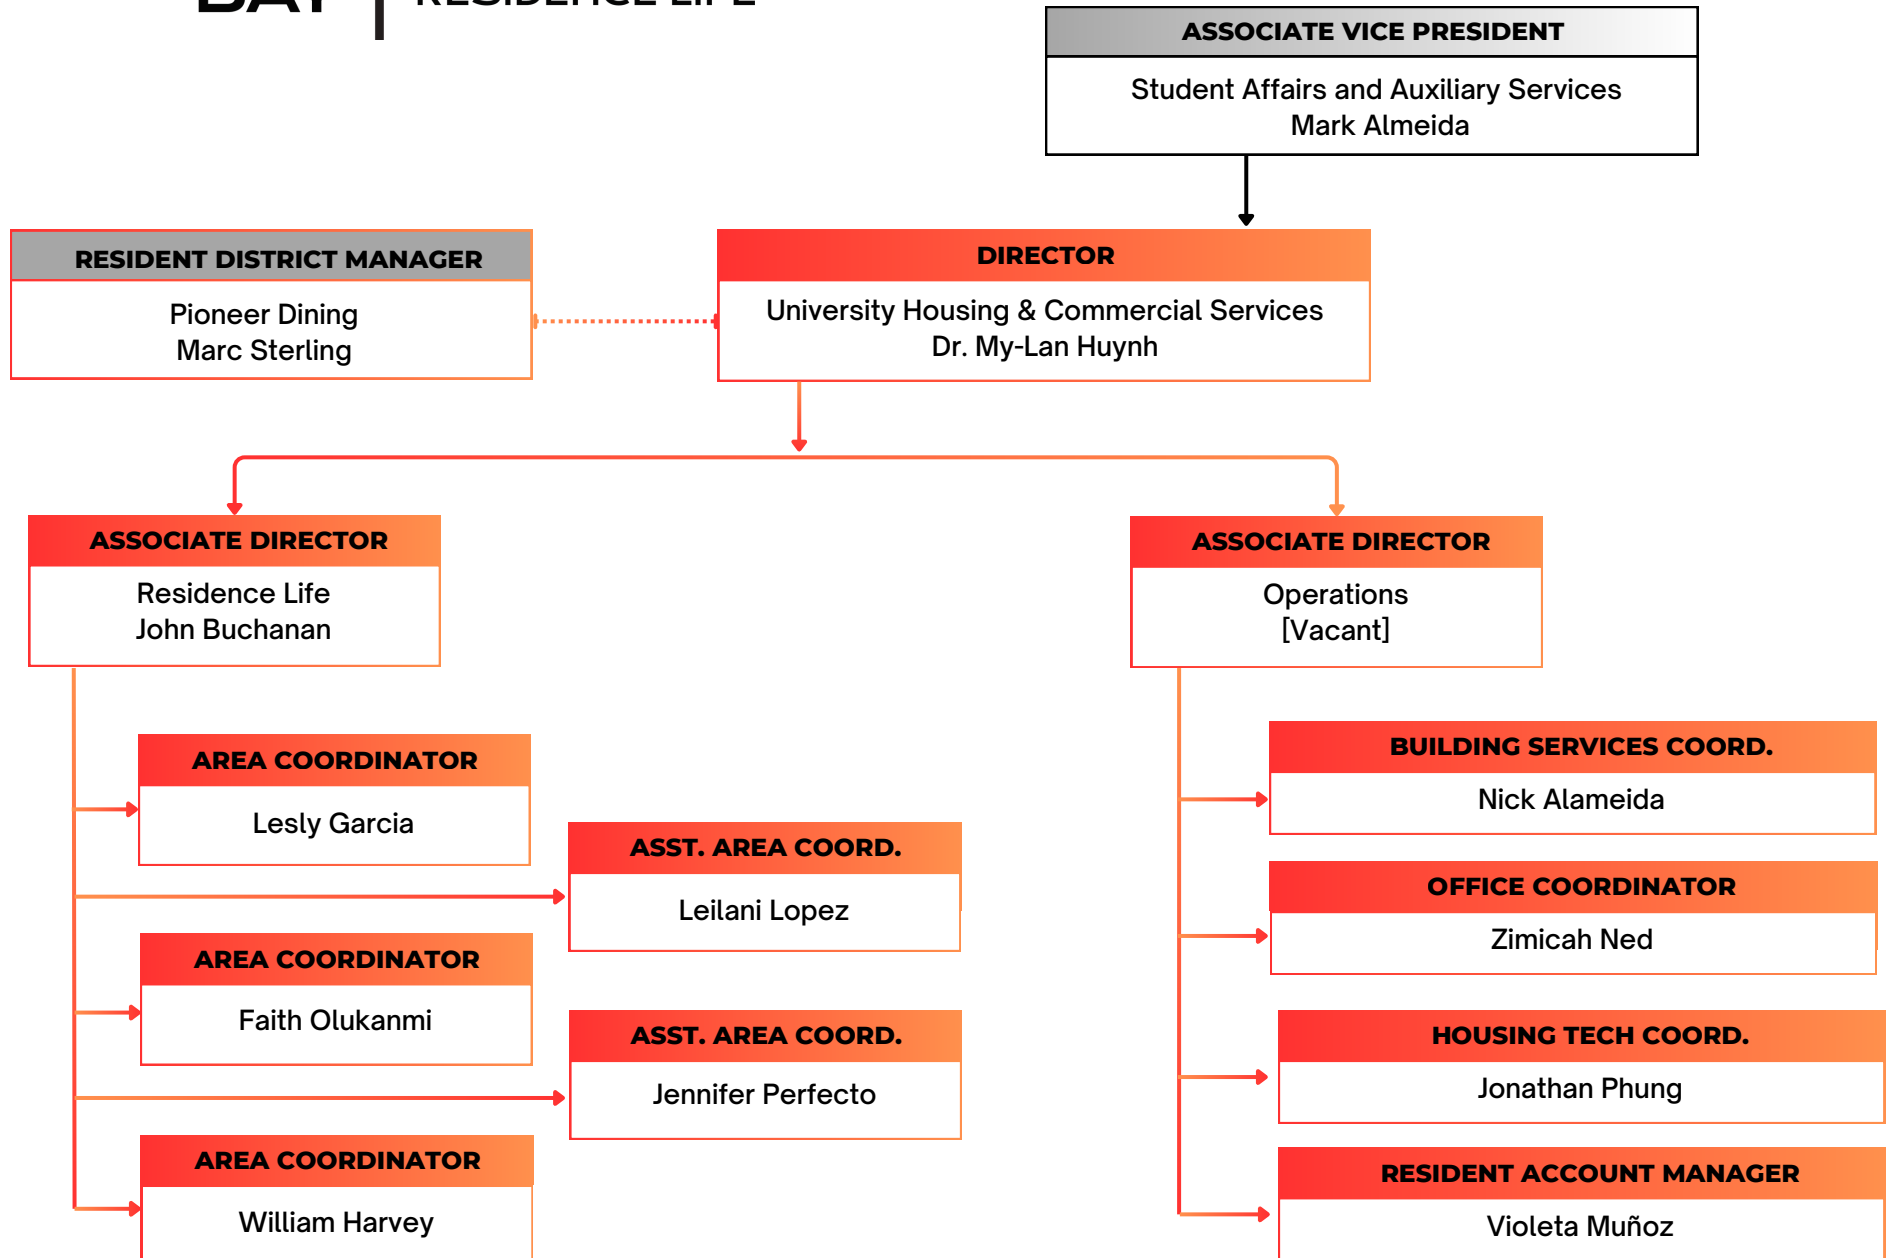 BAY
RESIDENCE LIFE
ASSOCIATE VICE PRESIDENT
Student Affairs and Auxiliary Services
Mark Almeida
RESIDENT DISTRICT MANAGER
Pioneer Dining
Marc Sterling
DIRECTOR
University Housing & Commercial Services
Dr. My-Lan Huynh
ASSOCIATE DIRECTOR
Residence Life
John Buchanan
ASSOCIATE DIRECTOR
Operations
[Vacant]
AREA COORDINATOR
Lesly Garcia
ASST. AREA COORD.
Leilani Lopez
AREA COORDINATOR
Faith Olukanmi
ASST. AREA COORD.
Jennifer Perfecto
AREA COORDINATOR
William Harvey
BUILDING SERVICES COORD.
Nick Alameida
OFFICE COORDINATOR
Zimicah Ned
HOUSING TECH COORD.
Jonathan Phung
RESIDENT ACCOUNT MANAGER
Violeta Muñoz